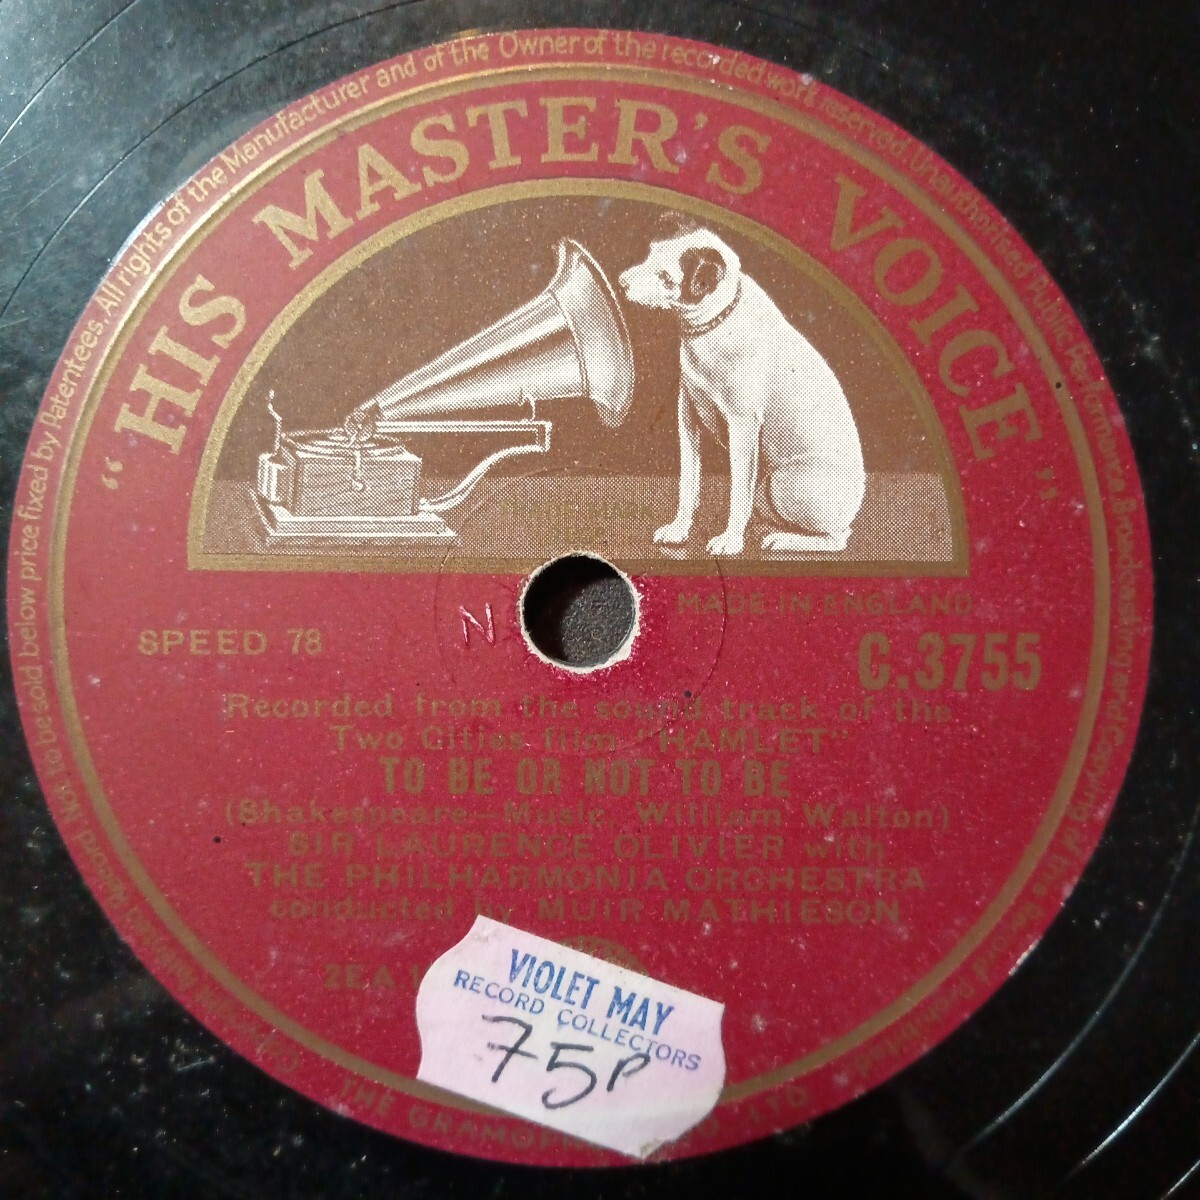 Not to be sold below price fixed by Patentees. All rights of the Manufacturer and of the Owner of the recorded work reserved. Unauthorised Public Performance, Broadcasting and Copying of this
"HIS MASTER'S VOICE"
MADE IN ENGLAND
N
SPEED 78
C.3755
Recorded from the sound track of the
Two Cities film "HAMLET"
TO BE OR NOT TO BE
(Shakespeare—Music, William Walton)
SIR LAURENCE OLIVIER with
THE PHILHARMONIA ORCHESTRA
conducted by MUIR MATHIESON
2EA
VIOLET MAY
RECORD COLLECTORS
75p
THE LTD